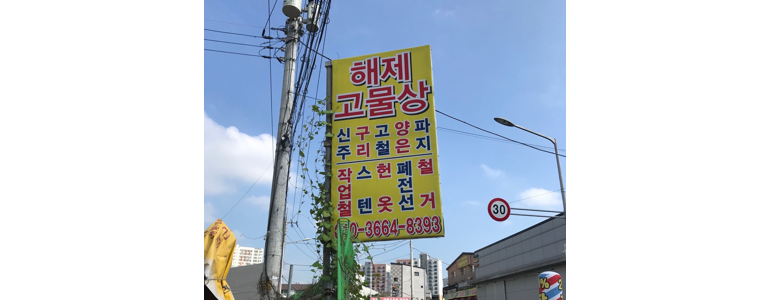 해제
고물상
신주 구리 고철 양은 파지
작업철 스텐 헌옷 폐전선 철거
0-3664-8393
30